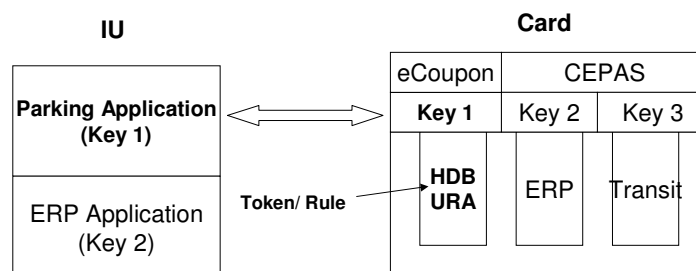 IU
Card
eCoupon CEPAS
Parking Application
(Key 1)
Key 1 Key 2 Key 3
ERP Application
(Key 2)
Token/ Rule
HDB
URA
ERP
Transit